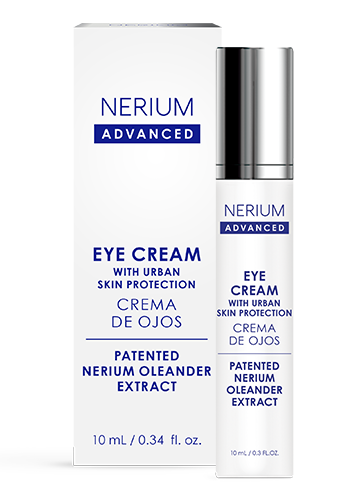 NERIUM
ADVANCED
EYE CREAM
WITH URBAN
SKIN PROTECTION
CREMA
DE OJOS
PATENTED
NERIUM OLEANDER
EXTRACT
10 mL / 0.34 fl. oz.
NERIUM
ADVANCED
EYE
CREAM
WITH URBAN
SKIN PROTECTION
CREMA
DE OJOS
PATENTED
NERIUM
OLEANDER
EXTRACT
10 mL / 0.3 fl. oz.